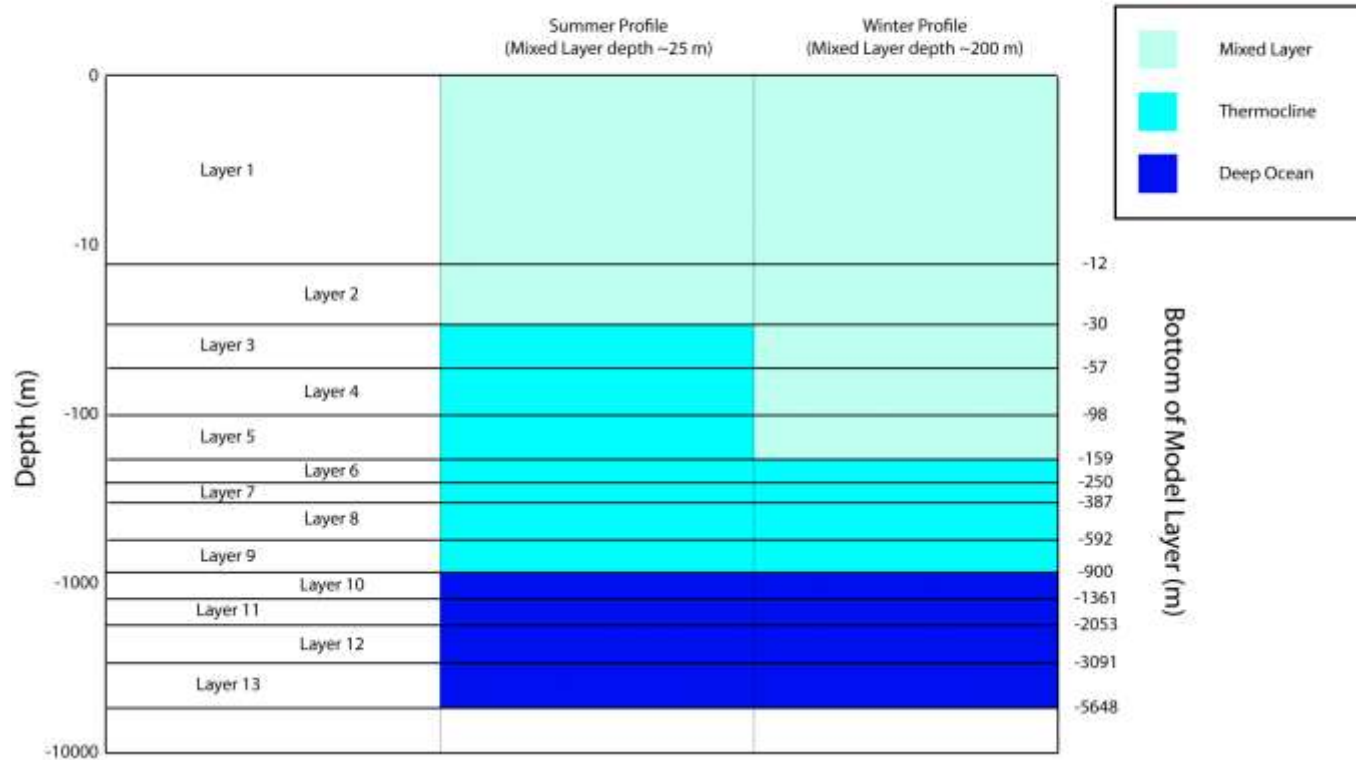 Summer Profile
(Mixed Layer depth ~25 m)
Winter Profile
(Mixed Layer depth ~200 m)
Mixed Layer
Thermocline
Deep Ocean
Depth (m)
0
-10
-100
-1000
-10000
Layer 1
Layer 2
Layer 3
Layer 4
Layer 5
Layer 6
Layer 7
Layer 8
Layer 9
Layer 10
Layer 11
Layer 12
Layer 13
-12
-30
-57
-98
-159
-250
-387
-592
-900
-1361
-2053
-3091
-5648
Bottom of Model Layer (m)